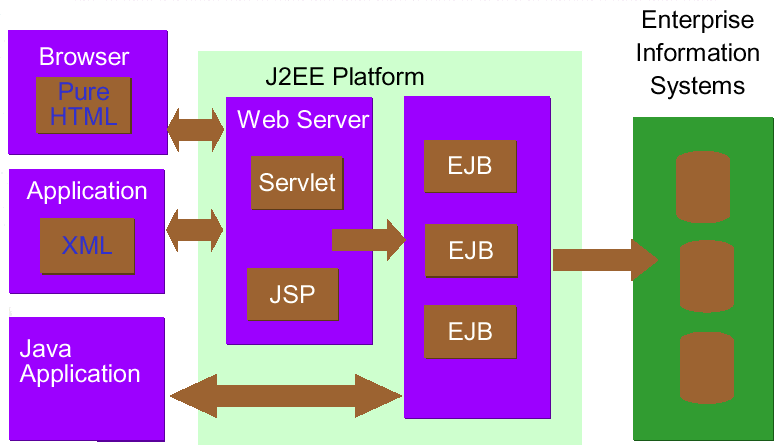 Enterprise
Information
Systems
Browser
Pure
HTML
J2EE Platform
Web Server
Servlet
JSP
EJB
EJB
EJB
Application
XML
Java
Application